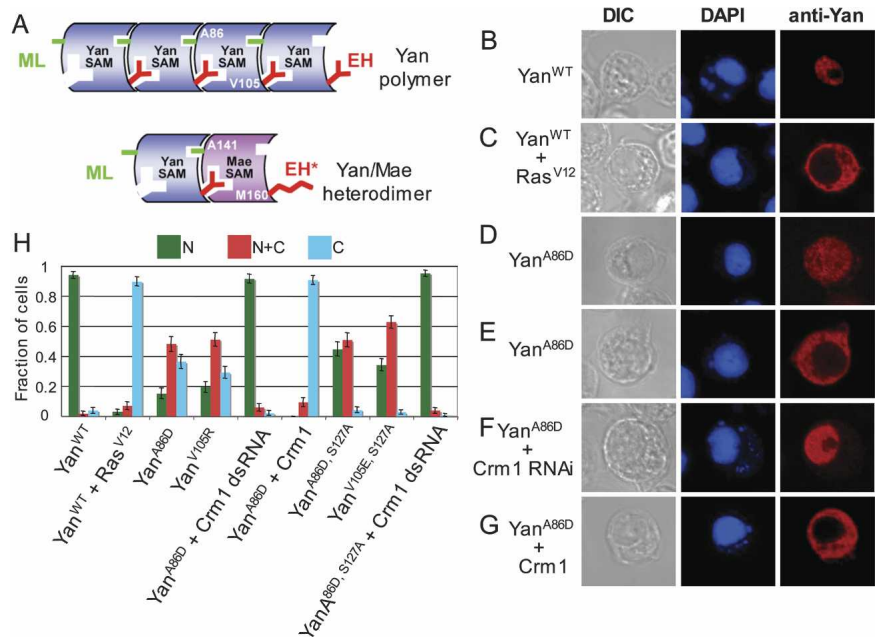 A
A86
Yan SAM
Yan SAM
Yan SAM
Yan SAM
ML
EH
V105
Yan polymer
A141
Yan SAM
Mae SAM
ML
EH*
M160
Yan/Mae heterodimer
DIC DAPI anti-Yan
B
Yan^WT
C
Yan^WT
+
Ras^V12
D
Yan^A86D
E
Yan^A86D
F
Yan^A86D
+
Crm1 RNAi
G
Yan^A86D
+
Crm1
H
N N+C C
Fraction of cells
1
0.8
0.6
0.4
0.2
0
Yan^WT
Yan^WT + Ras^V12
Yan^A86D
Yan^V105R
Yan^A86D + Crm1 dsRNA
Yan^A86D + Crm1
Yan^A86D, S127A
Yan^V105E, S127A
YanA^86D, S127A + Crm1 dsRNA